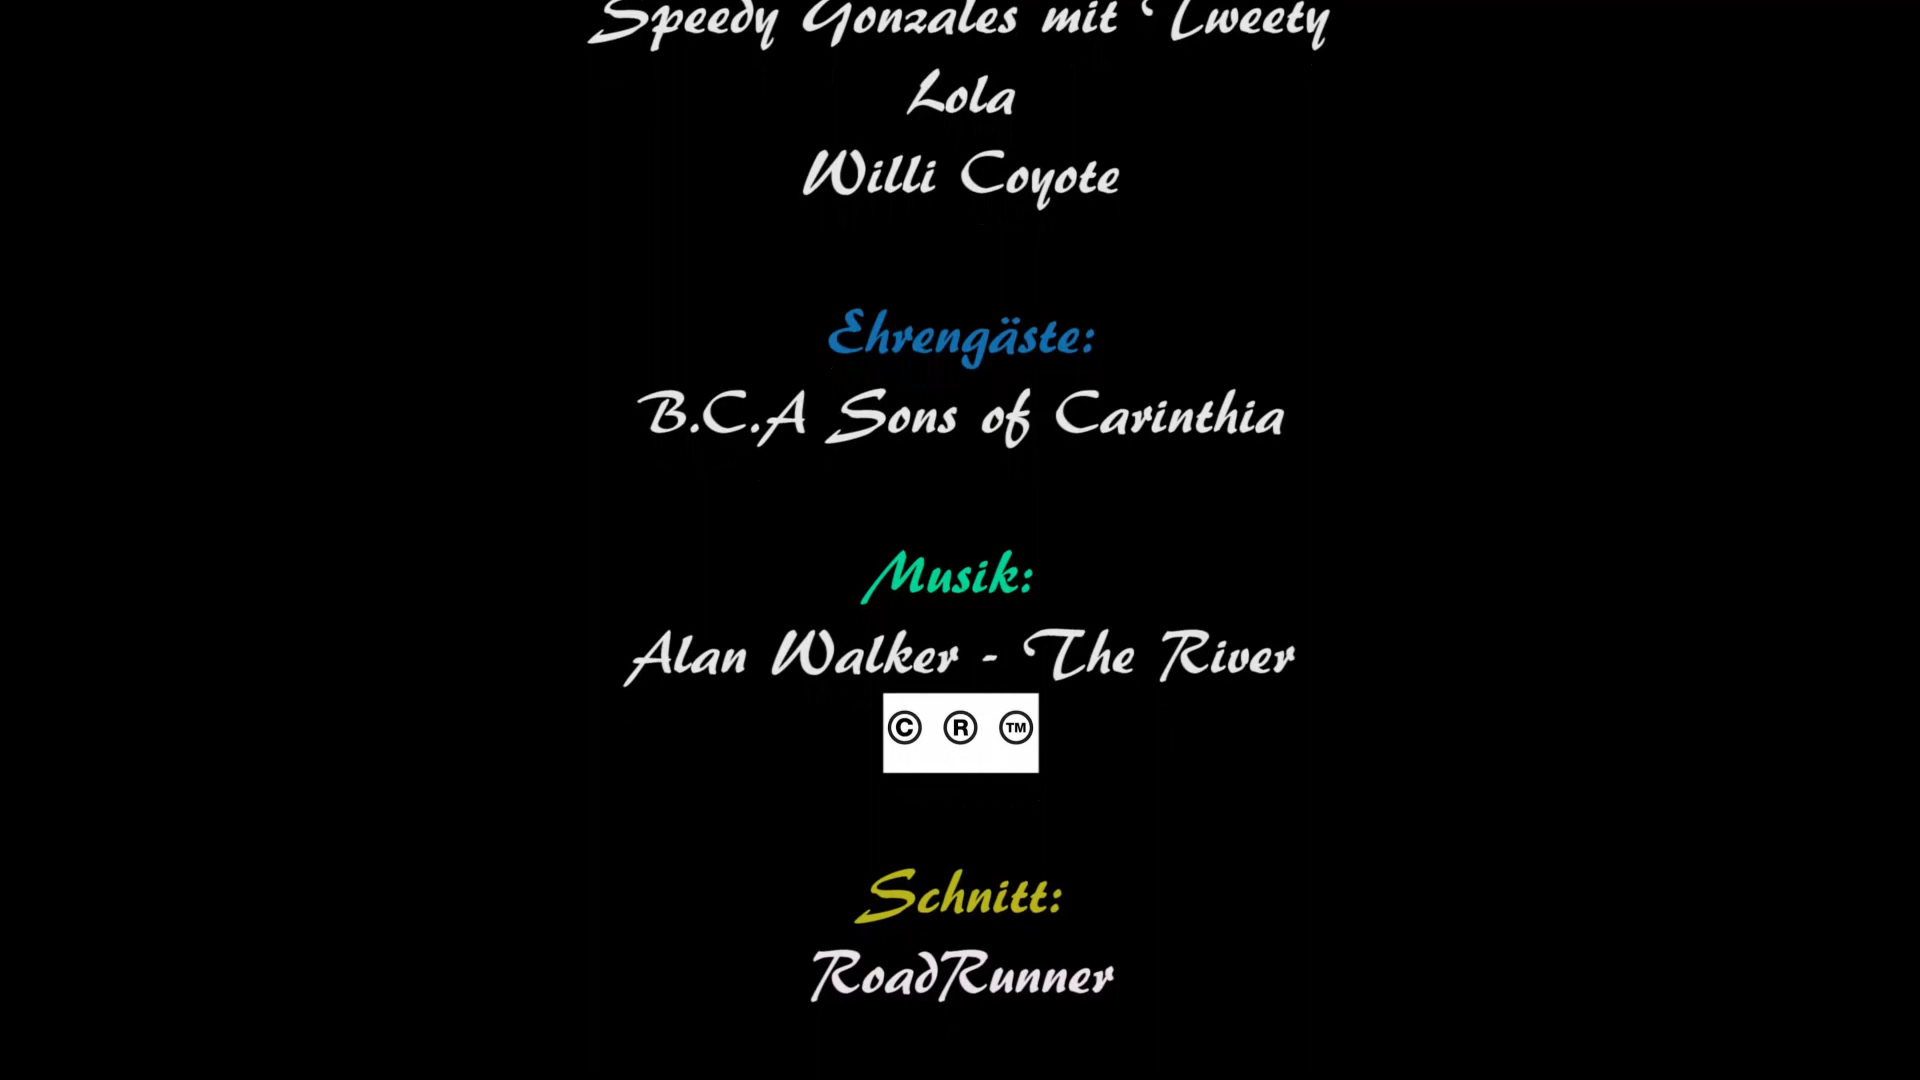 Speedy Gonzales mit Tweety
Lola
Willi Coyote
Ehrengäste:
B.C.A Sons of Carinthia
Musik:
Alan Walker - The River
© ® ™
Schnitt:
RoadRunner